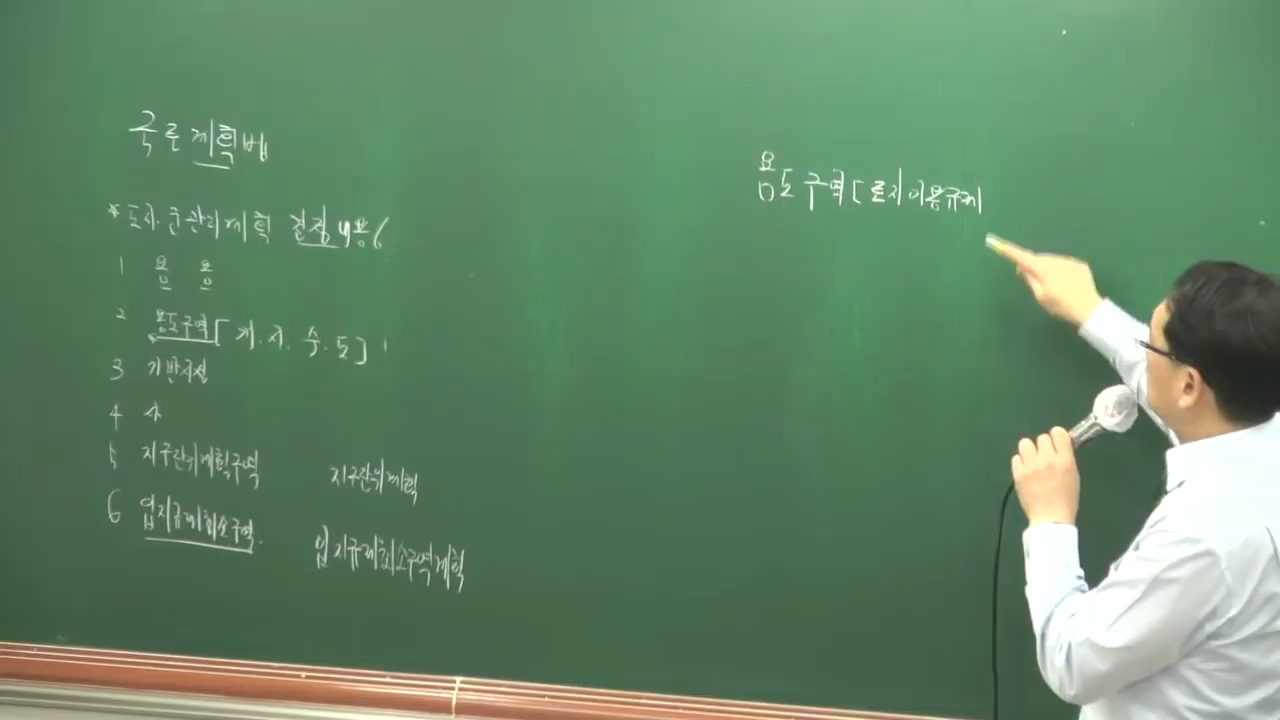 국토계획법
* 도시.군관리계획 결정내용6
1 용 용
2 용도구역[개.시.수.도] 1
3 기반시설
4 사
5 지구단위계획구역 지구단위계획
6 입지규제최소구역. 입지규제최소구역계획
용도구역[토지이용규제